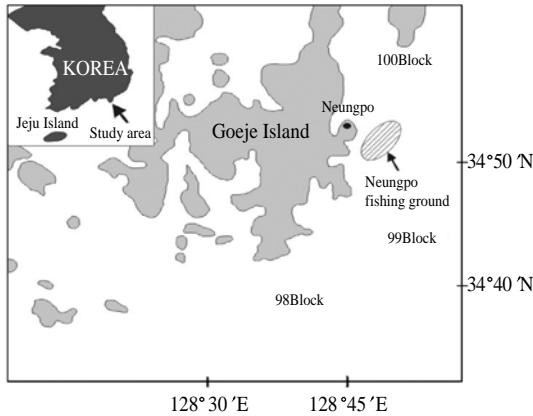 100Block
KOREA
Neungpo
Jeju Island
Study area
Goeje Island
34°50 ′N
Neungpo
fishing ground
99Block
34°40 ′N
98Block
128°30 ′E
128°45 ′E